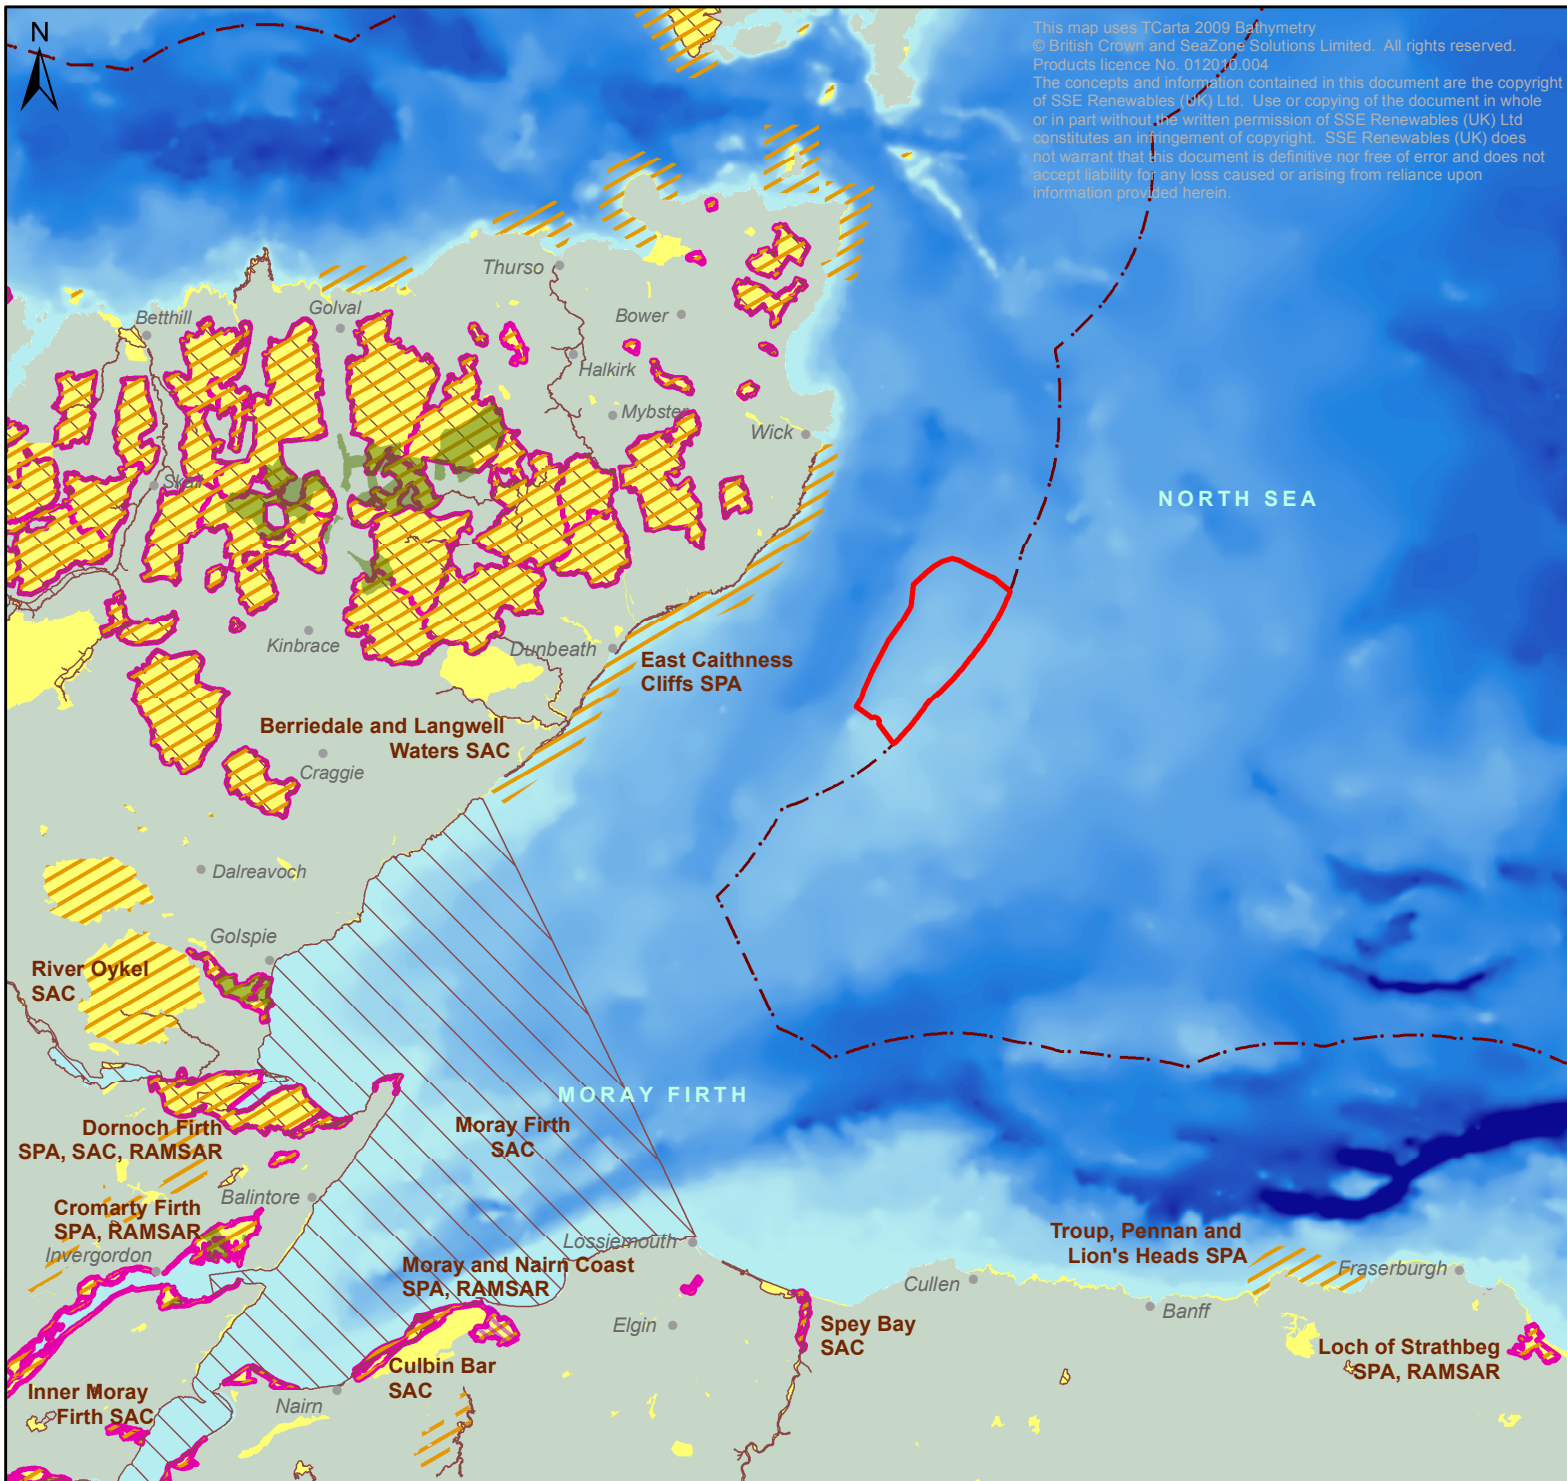 N
This map uses TCarta 2009 Bathymetry
© British Crown and SeaZone Solutions Limited. All rights reserved.
Products licence No. 012010.004
The concepts and information contained in this document are the copyright
of SSE Renewables (UK) Ltd. Use or copying of the document in whole
or in part without the written permission of SSE Renewables (UK) Ltd
constitutes an infringement of copyright. SSE Renewables (UK) does
not warrant that this document is definitive nor free of error and does not
accept liability for any loss caused or arising from reliance upon
information provided herein.
Thurso
Betthill
Golval
Bower
Halkirk
Mybster
Wick
Skail
NORTH SEA
Kinbrace
Dunbeath
East Caithness
Cliffs SPA
Berriedale and Langwell
Waters SAC
Craggie
Dalreavoch
Golspie
River Oykel
SAC
MORAY FIRTH
Dornoch Firth
SPA, SAC, RAMSAR
Moray Firth
SAC
Balintore
Cromarty Firth
SPA, RAMSAR
Invergordon
Lossiemouth
Moray and Nairn Coast
SPA, RAMSAR
Troup, Pennan and
Lion's Heads SPA
Fraserburgh
Cullen
Banff
Elgin
Spey Bay
SAC
Loch of Strathbeg
SPA, RAMSAR
Culbin Bar
SAC
Nairn
Inner Moray
Firth SAC